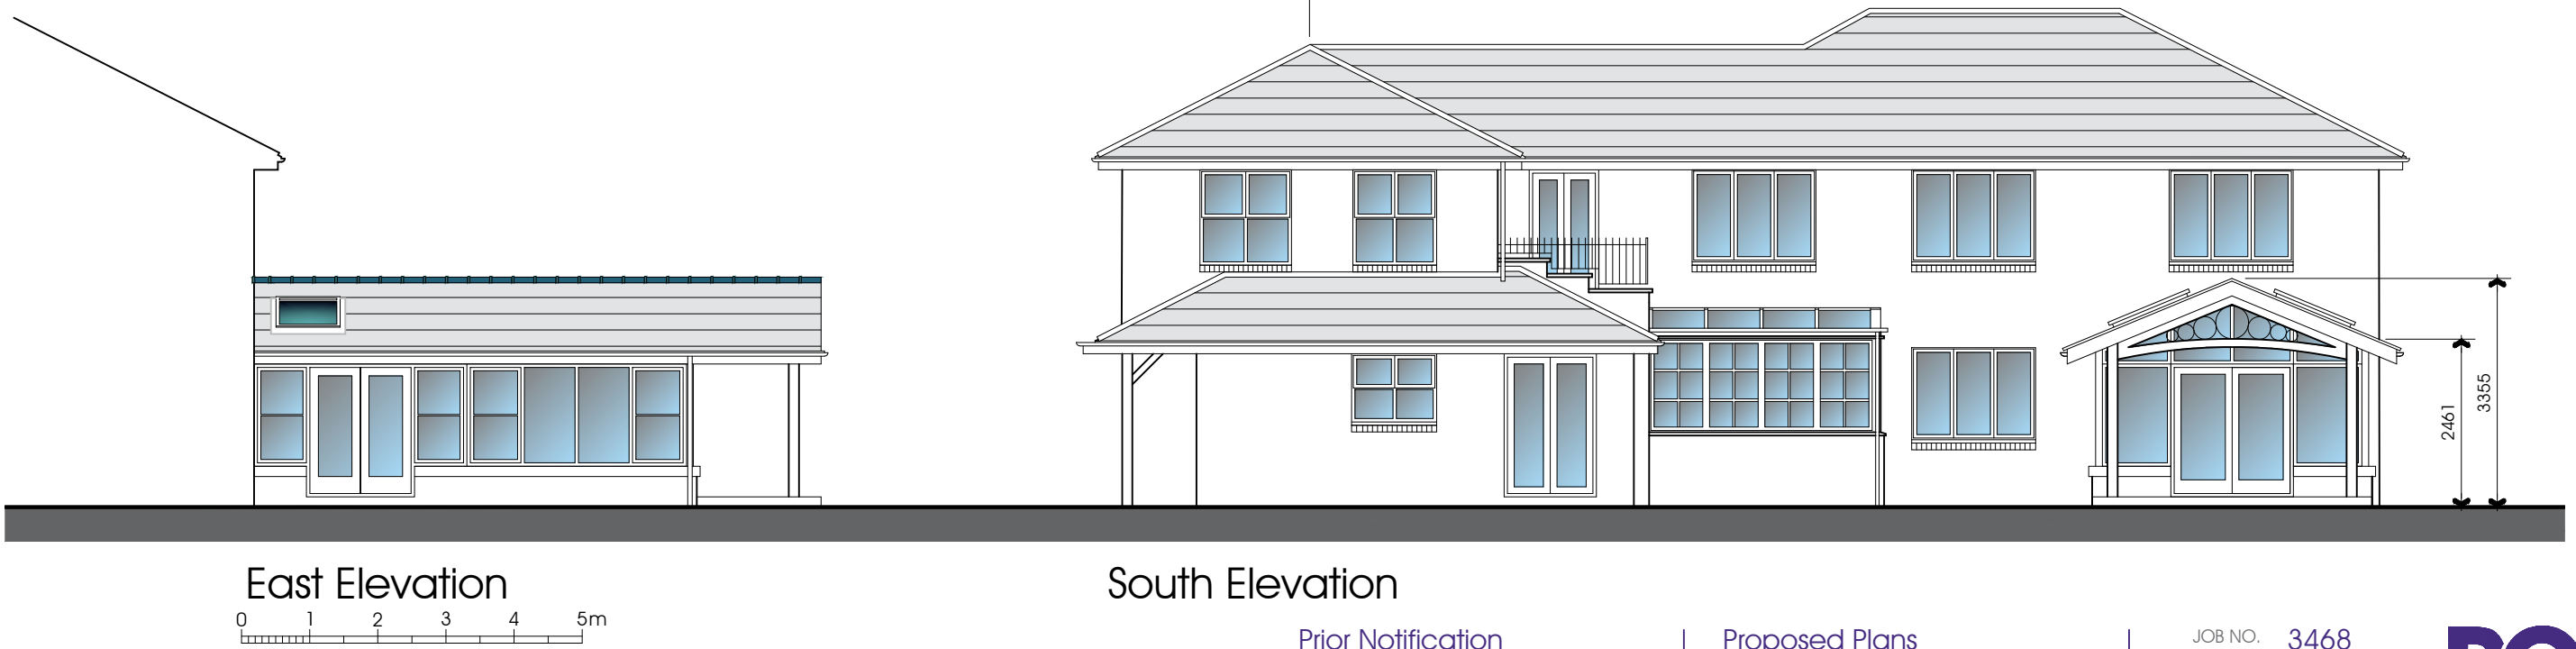 2461
3355
East Elevation
South Elevation
0 1 2 3 4 5m
Prior Notification
Proposed Plans
JOB NO. 3468